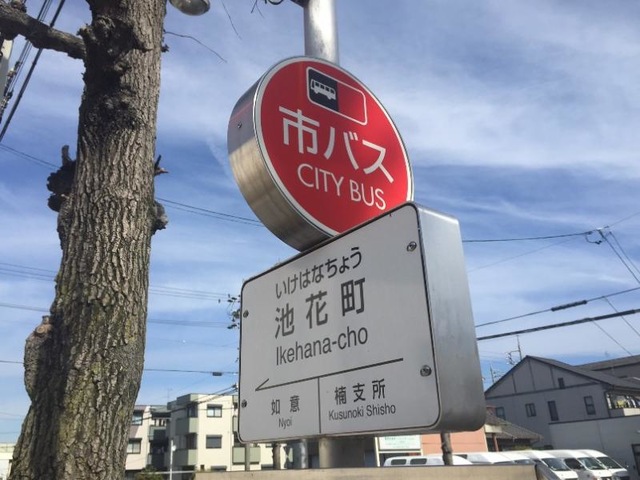 市バス
CITY BUS
いけはなちょう
池花町
Ikehana-cho
如意
Nyoi
楠支所
Kusunoki Shisho